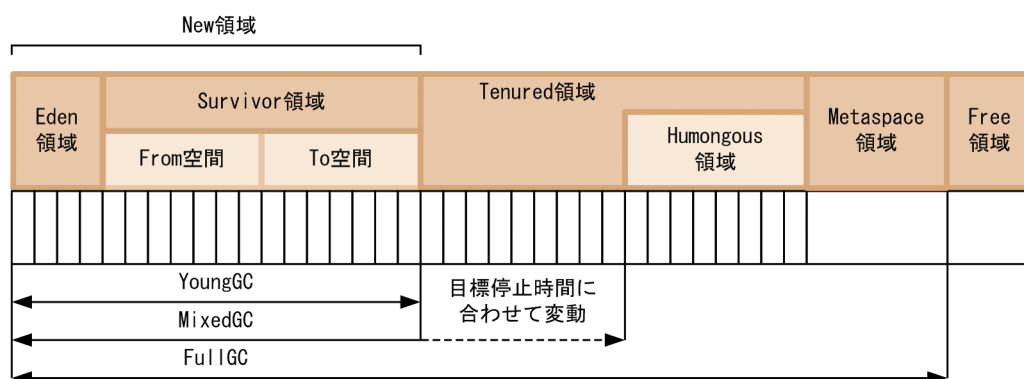 New領域
Eden
領域
Survivor領域
From空間
To空間
Tenured領域
Humongous
領域
Metaspace
領域
Free
領域
YoungGC
目標停止時間に
合わせて変動
MixedGC
FullGC